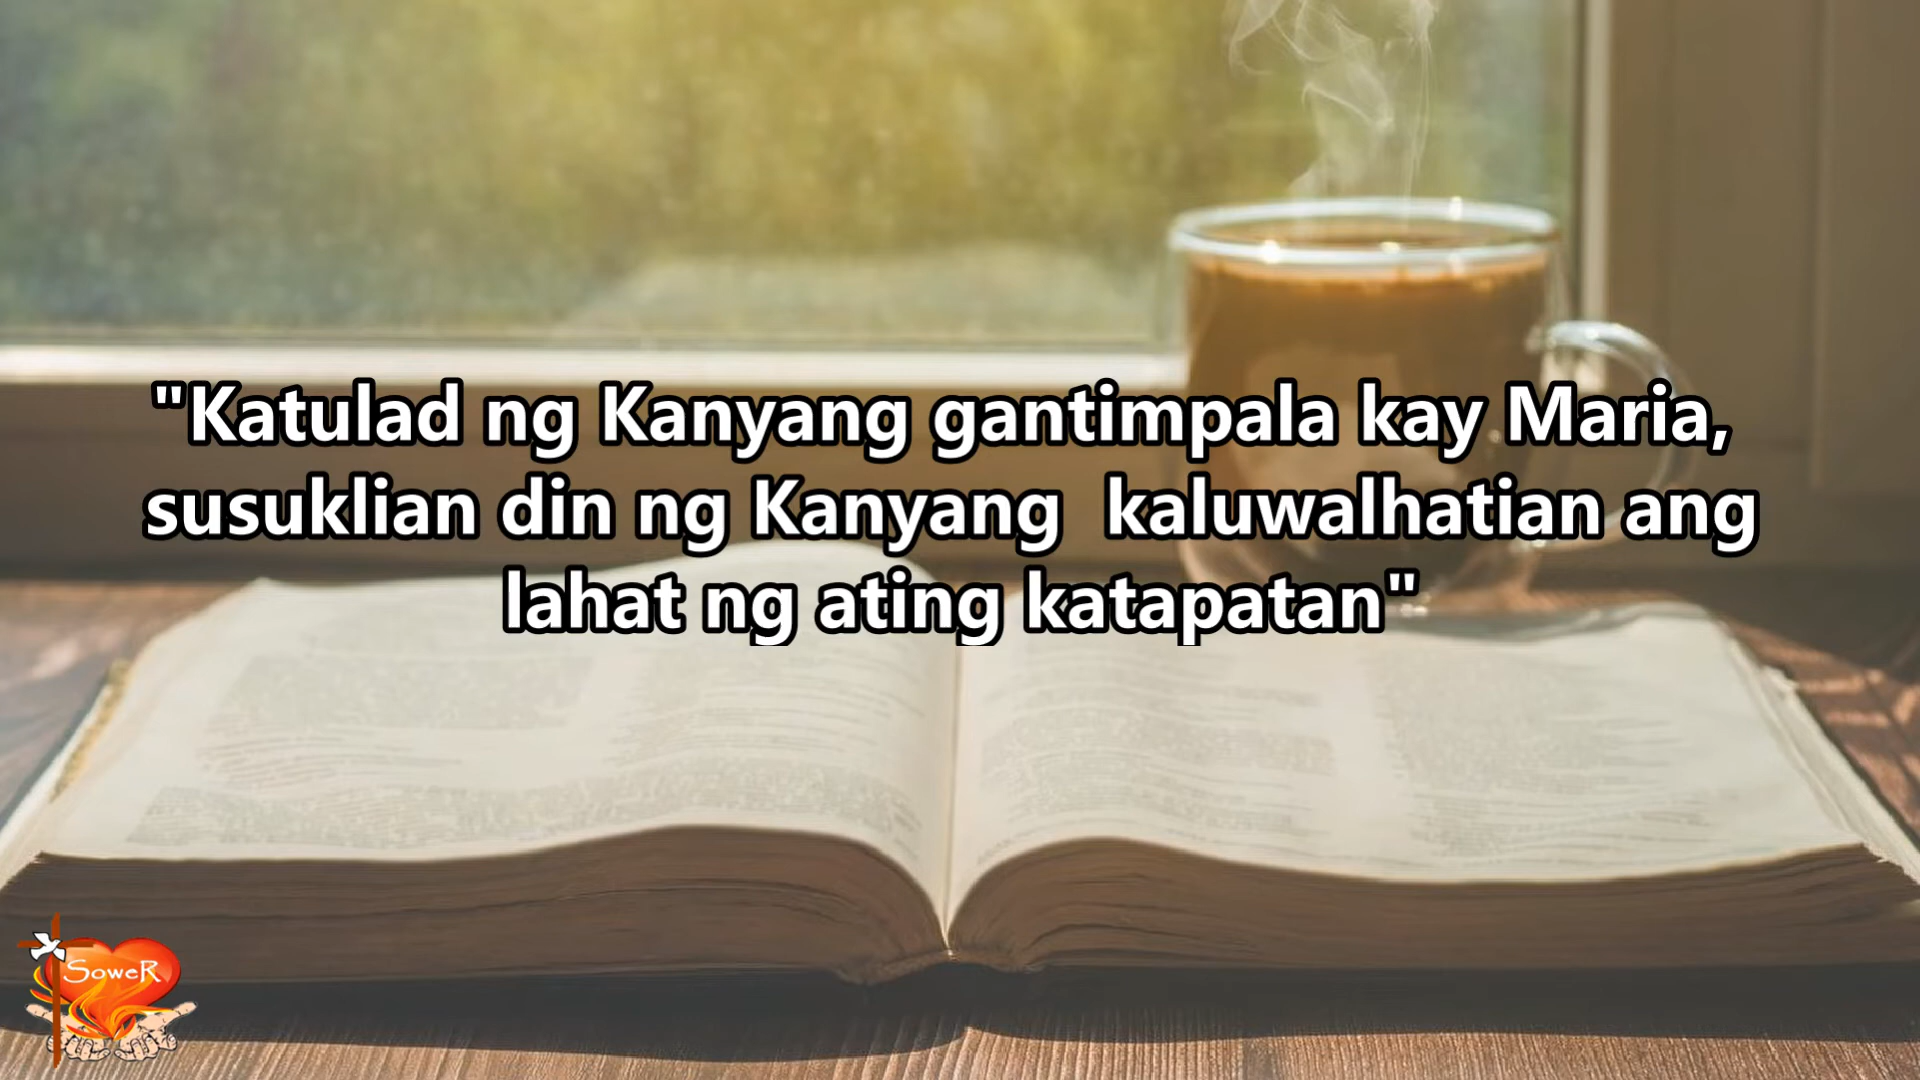 "Katulad ng Kanyang gantimpala kay Maria,
susuklian din ng Kanyang  kaluwalhatian ang
lahat ng ating katapatan"
SoweR